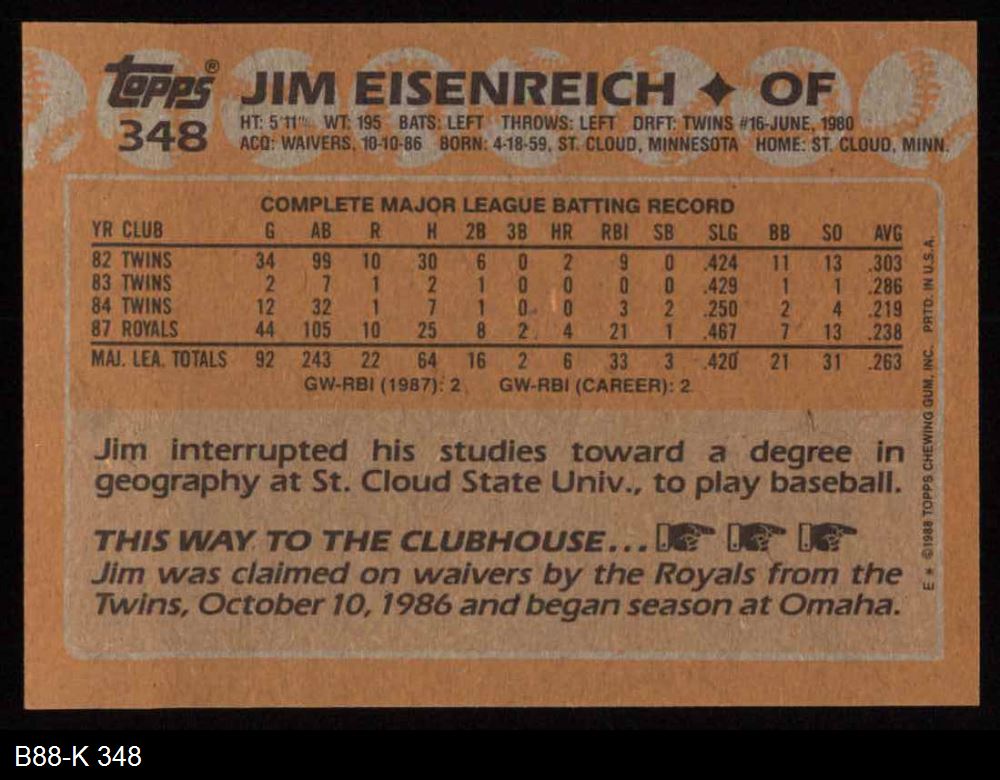 topps® JIM EISENREICH ✦ OF
348 HT: 5'11" WT: 195 BATS: LEFT THROWS: LEFT DRFT: TWINS #16-JUNE, 1980
ACQ: WAIVERS, 10-10-86 BORN: 4-18-59, ST. CLOUD, MINNESOTA HOME: ST. CLOUD, MINN.
COMPLETE MAJOR LEAGUE BATTING RECORD
YR CLUB G AB R H 2B 3B HR RBI SB SLG BB SO AVG
82 TWINS 34 99 10 30 6 0 2 9 0 .424 11 13 .303
83 TWINS 2 7 1 2 1 0 0 0 0 .429 1 1 .286
84 TWINS 12 32 1 7 1 0 0 3 2 .250 2 4 .219
87 ROYALS 44 105 10 25 8 2 4 21 1 .467 7 13 .238
MAJ. LEA. TOTALS 92 243 22 64 16 2 6 33 3 .420 21 31 .263
GW-RBI (1987): 2 GW-RBI (CAREER): 2
Jim interrupted his studies toward a degree in
geography at St. Cloud State Univ., to play baseball.
THIS WAY TO THE CLUBHOUSE...
Jim was claimed on waivers by the Royals from the
Twins, October 10, 1986 and began season at Omaha.
E * ©1988 TOPPS CHEWING GUM, INC. PRTD. IN U.S.A.
B88-K 348